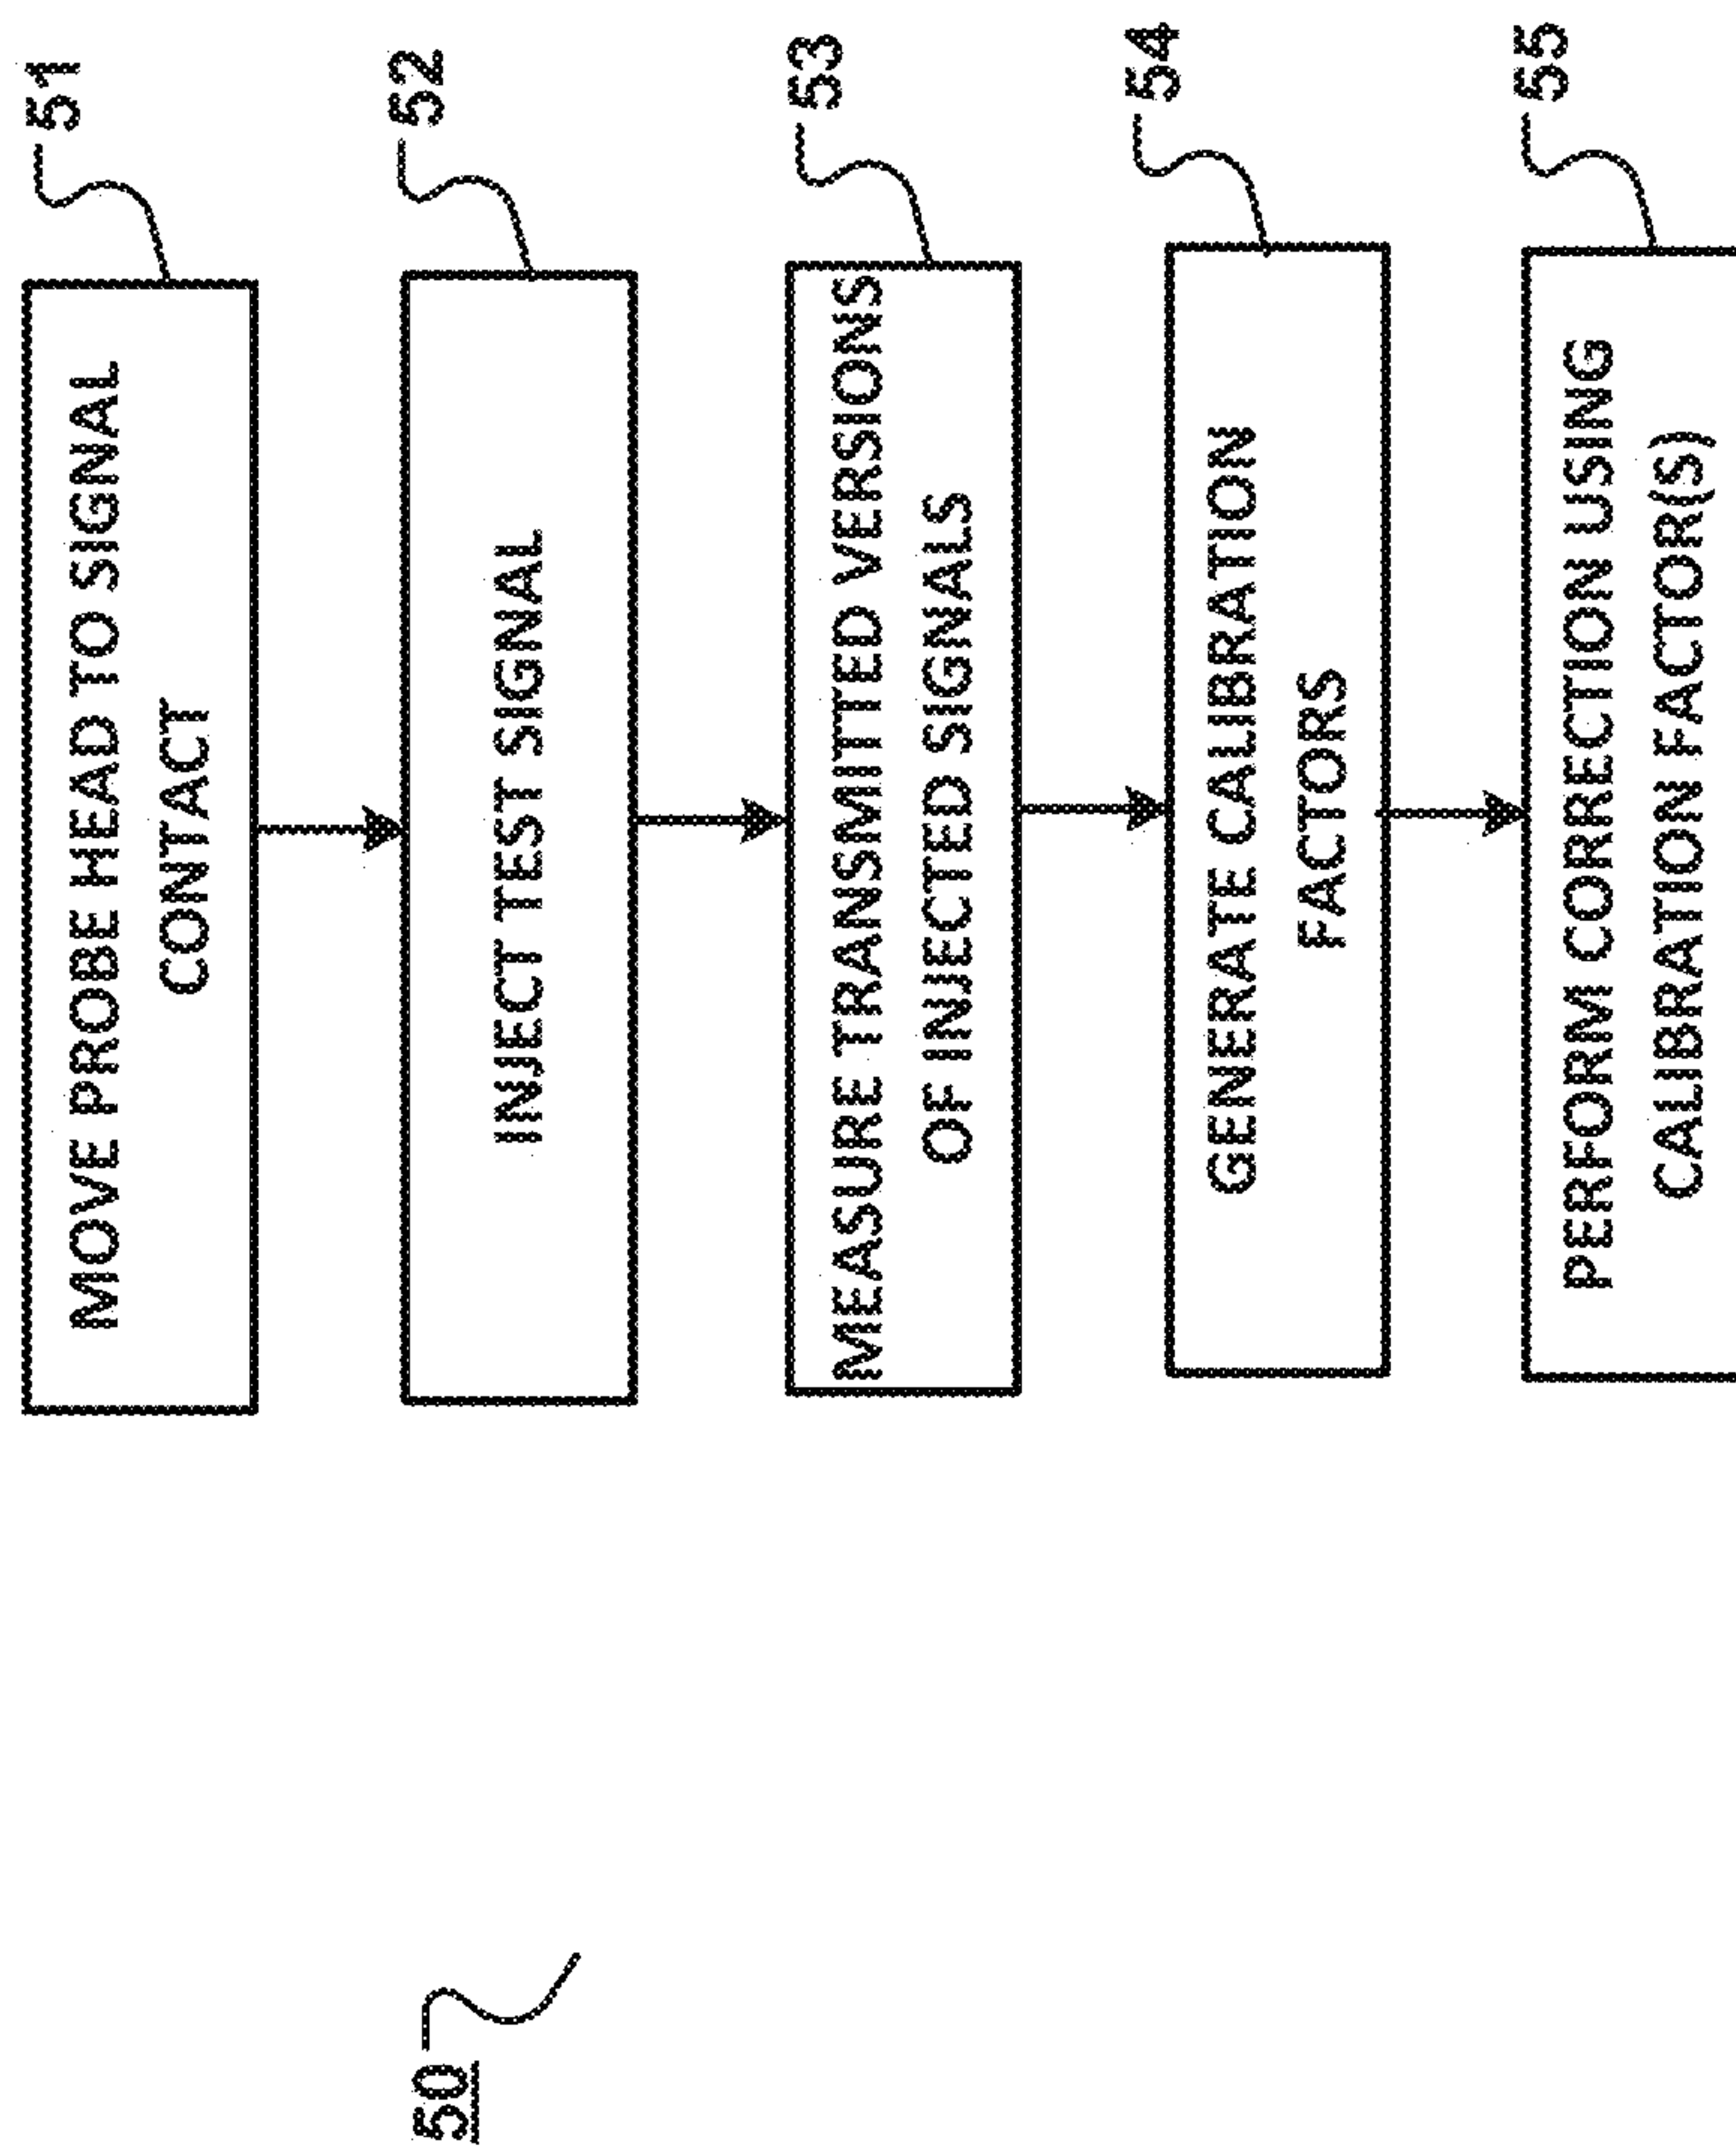 50
MOVE PROBE HEAD TO SIGNAL
CONTACT
51
INJECT TEST SIGNAL
52
MEASURE TRANSMITTED VERSIONS
OF INJECTED SIGNALS
53
GENERATE CALIBRATION
FACTORS
54
PERFORM CORRECTION USING
CALIBRATION FACTOR(S)
55